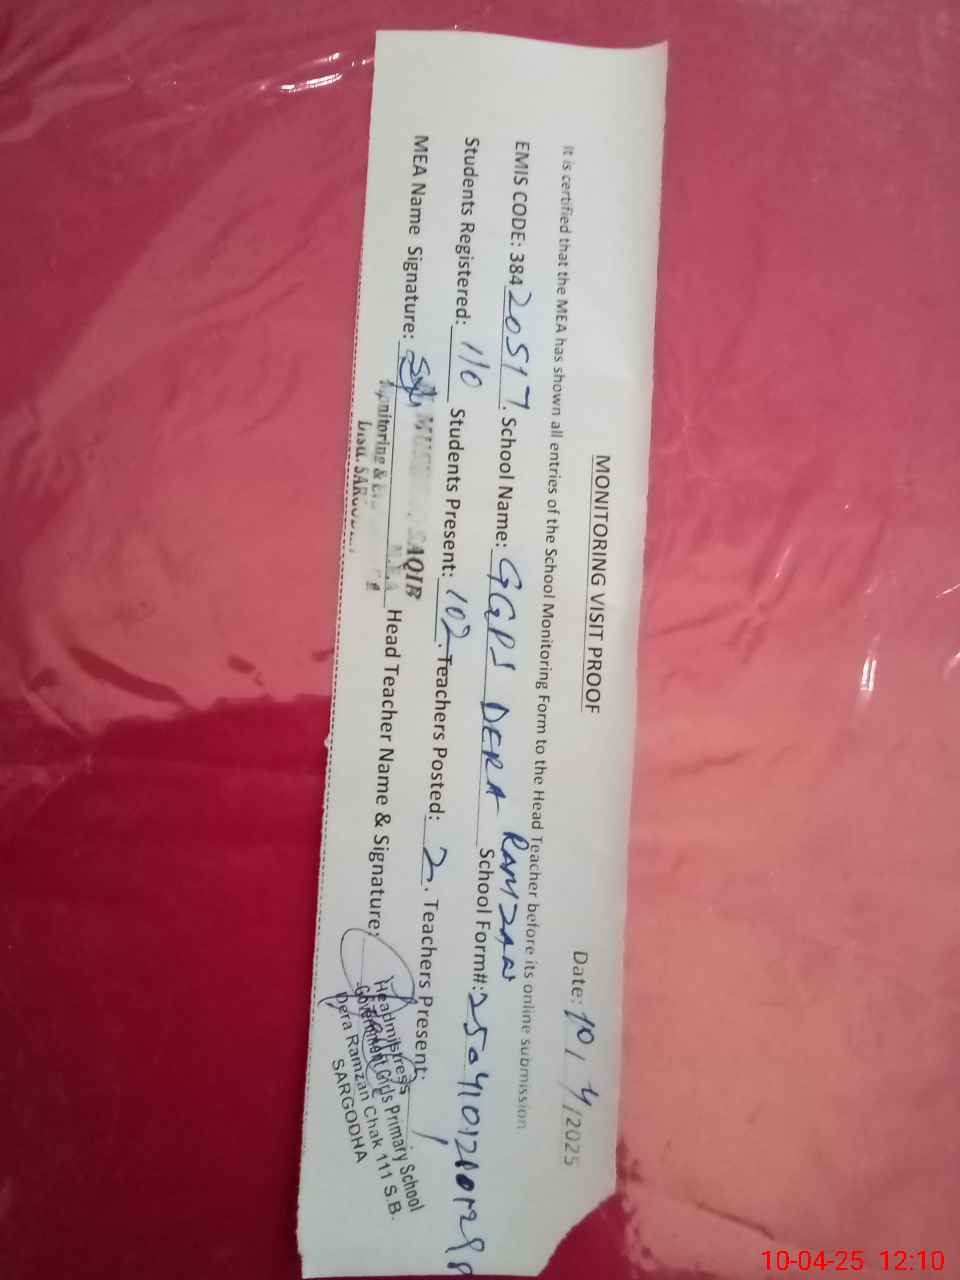 MONITORING VISIT PROOF
Date: 10 / 4 /2025
It is certified that the MEA has shown all entries of the School Monitoring Form to the Head Teacher before its online submission.
EMIS CODE: 38420517. School Name: GGPS DERA RAMZAN School Form#:
Students Registered: 110 Students Present: 102. Teachers Posted: 2. Teachers Present: 1
MEA Name Signature: SAQIB Head Teacher Name & Signature:
Monitoring &
Distt. SARGODHA
Headmistress
Government Girls Primary School
Dera Ramzan Chak 111 S.B.
SARGODHA
10-04-25 12:10